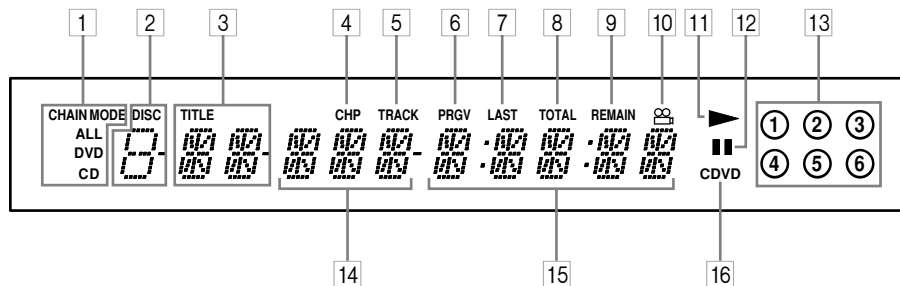 1 2 3 4 5 6 7 8 9 10 11 12 13
CHAIN MODE DISC TITLE CHP TRACK PRGV LAST TOTAL REMAIN
ALL
DVD
CD
CDVD
1 2 3
4 5 6
14 15 16